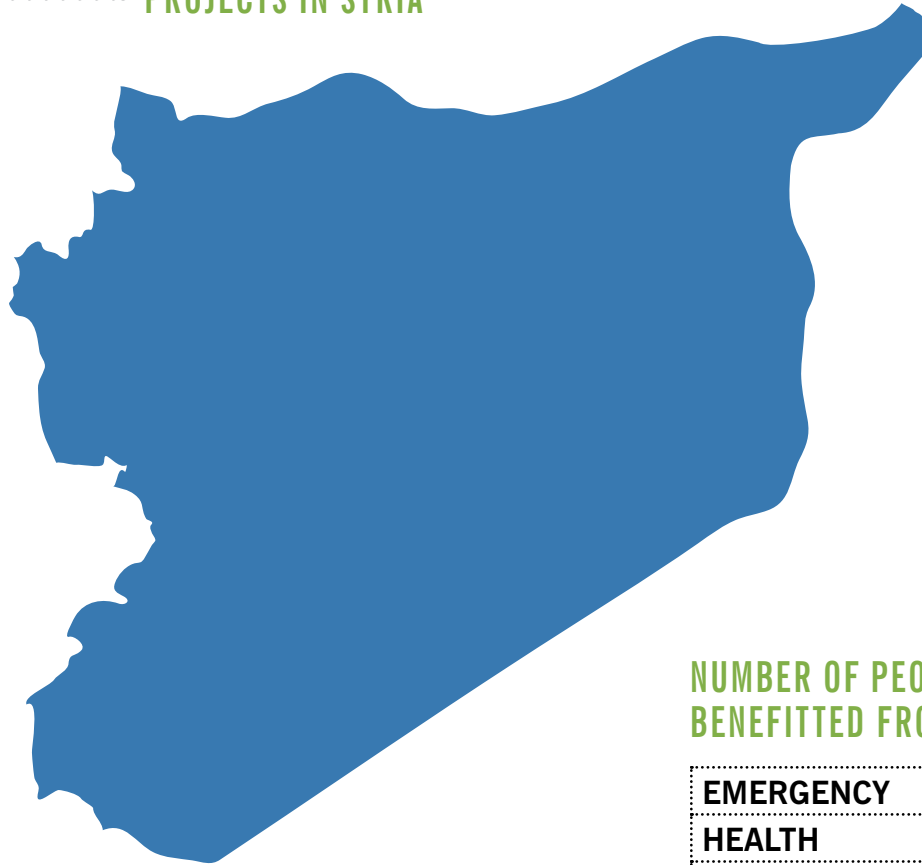 PROJECTS IN SYRIA
NUMBER OF PEO
BENEFITTED FRO
EMERGENCY
HEALTH